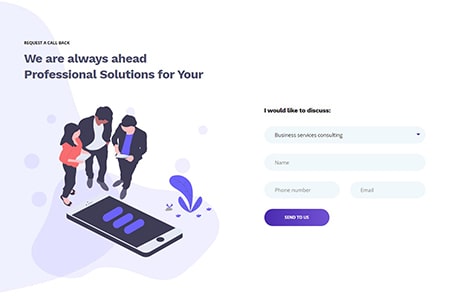 REQUEST A CALL BACK
We are always ahead
Professional Solutions for Your
I would like to discuss:
Business services consulting
Name
Phone number
Email
SEND TO US